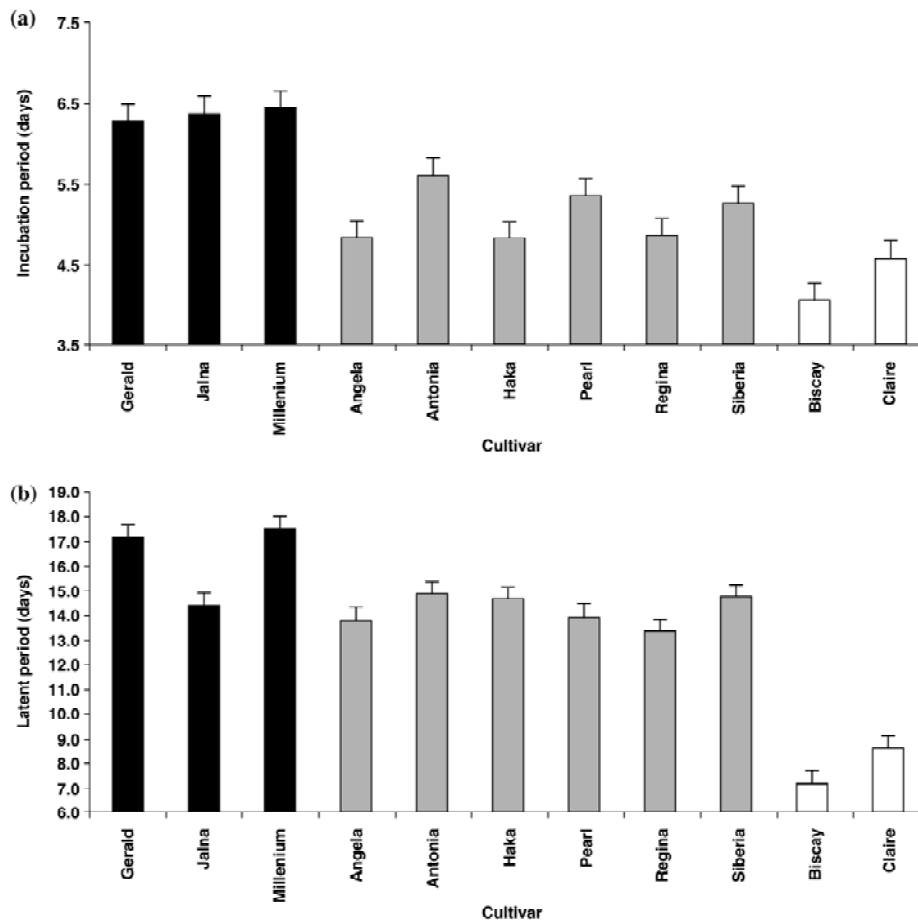 (a)
Incubation period (days)
7.5
6.5
5.5
4.5
3.5
Gerald
Jalna
Millenium
Angela
Antonia
Haka
Pearl
Regina
Siberia
Biscay
Claire
Cultivar
(b)
Latent period (days)
19.0
18.0
17.0
16.0
15.0
14.0
13.0
12.0
11.0
10.0
9.0
8.0
7.0
6.0
Gerald
Jalna
Millenium
Angela
Antonia
Haka
Pearl
Regina
Siberia
Biscay
Claire
Cultivar